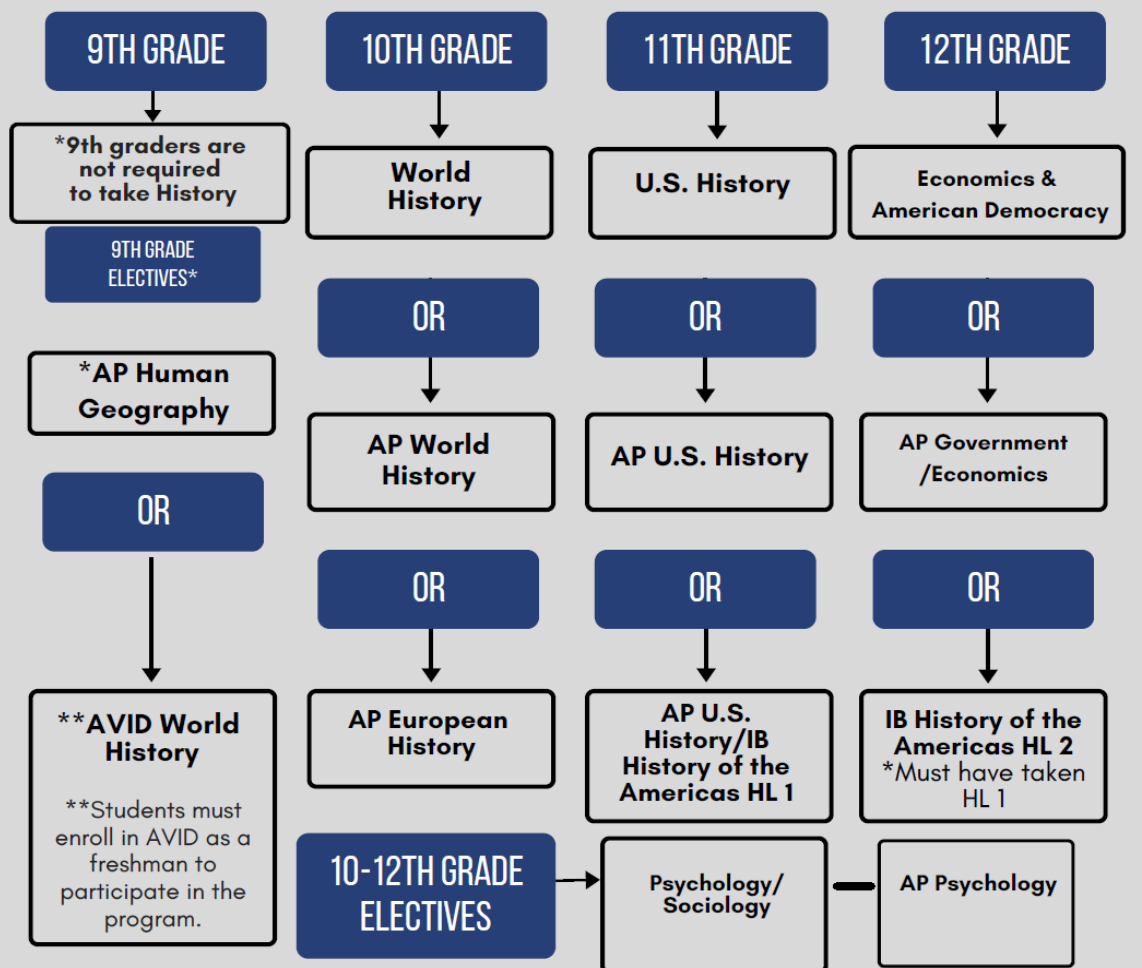 9TH GRADE
*9th graders are
not required
to take History
9TH GRADE
ELECTIVES*
*AP Human
Geography
OR
**AVID World
History
**Students must
enroll in AVID as a
freshman to
participate in the
program.
10TH GRADE
World
History
OR
AP World
History
OR
AP European
History
11TH GRADE
U.S. History
OR
AP U.S. History
OR
AP U.S.
History/IB
History of the
Americas HL 1
12TH GRADE
Economics &
American Democracy
OR
AP Government
/Economics
OR
IB History of the
Americas HL 2
*Must have taken
HL 1
10-12TH GRADE
ELECTIVES
Psychology/
Sociology
AP Psychology